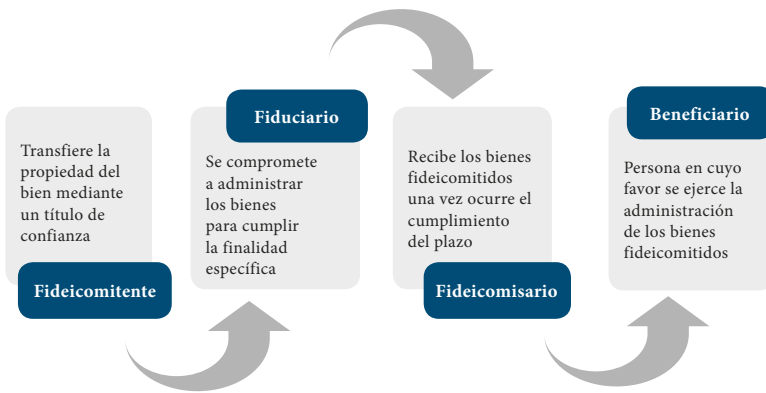 Transfiere la
propiedad del
bien mediante
un título de
confianza
Fideicomitente
Fiduciario
Se compromete
a administrar
los bienes
para cumplir
la finalidad
específica
Recibe los bienes
fideicomitidos
una vez ocurre el
cumplimiento
del plazo
Fideicomisario
Beneficiario
Persona en cuyo
favor se ejerce la
administración
de los bienes
fideicomitidos